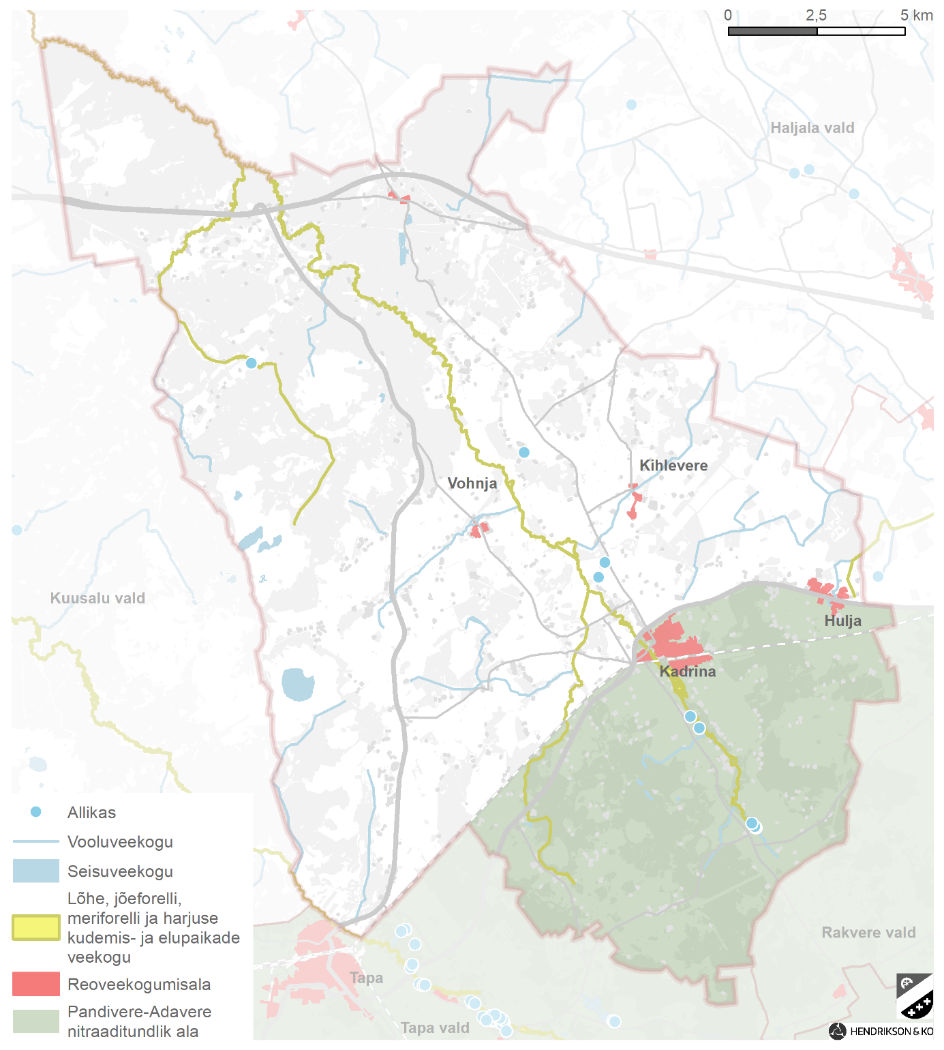 0 2,5 5 km
Haljala vald
Kihlevere
Vohnja
Kuusalu vald
Hulja
Kadrina
Allikas
Vooluveekogu
Seisuveekogu
Lõhe, jõeforelli,
meriforelli ja harjuse
kudemis- ja elupaikade
veekogu
Reoveekogumisala
Pandivere-Adavere
nitraaditundlik ala
Rakvere vald
Tapa
Tapa vald
HENDRIKSON & KO